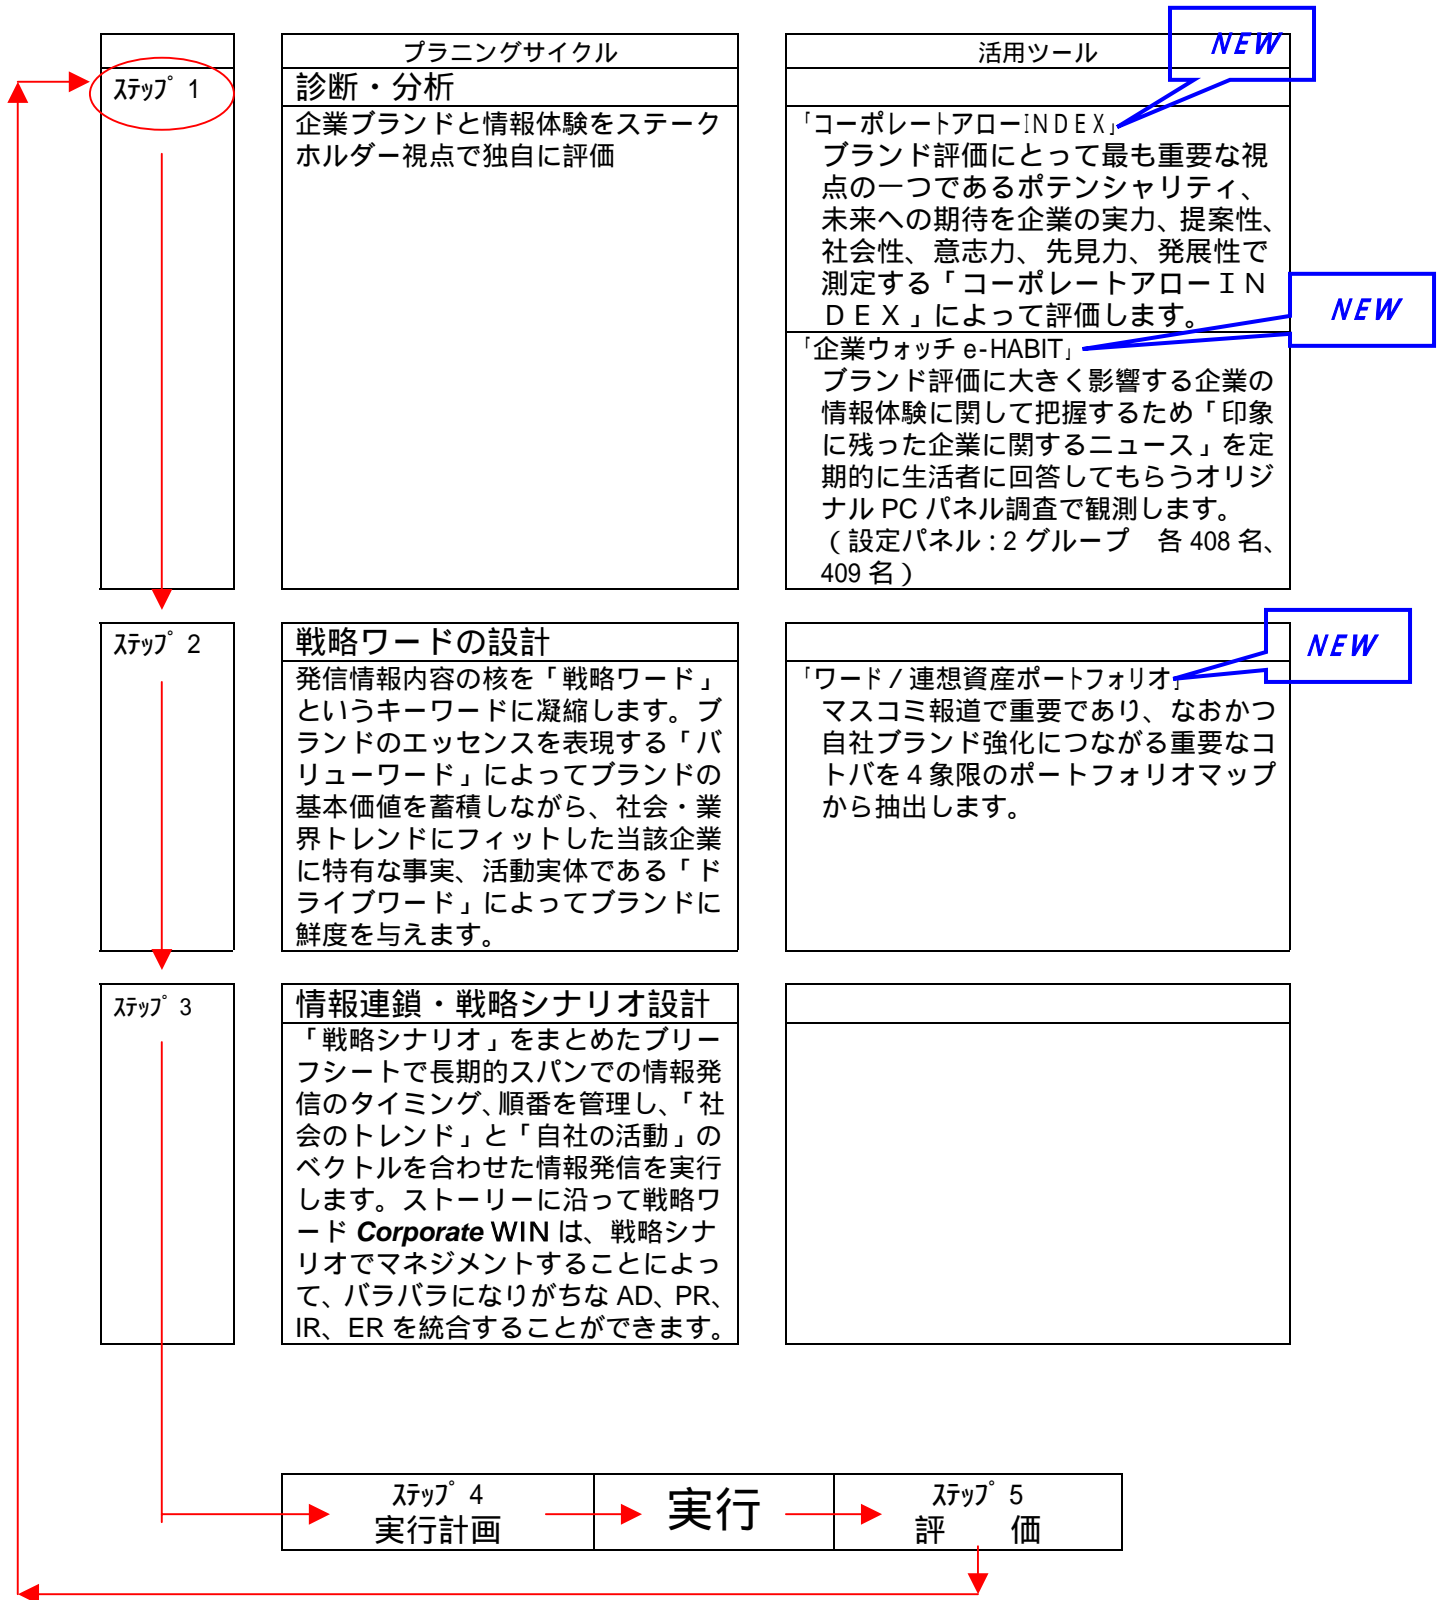 プラニングサイクル
活用ツール
NEW
ｽﾃｯﾌﾟ 1
診断・分析
企業ブランドと情報体験をステーク
ホルダー視点で独自に評価
「コーポレートアローINDEX」
ブランド評価にとって最も重要な視
点の一つであるポテンシャリティ、
未来への期待を企業の実力、提案性、
社会性、意志力、先見力、発展性で
測定する「コーポレートアローＩＮ
ＤＥＸ」によって評価します。
NEW
「企業ウォッチ e-HABIT」
ブランド評価に大きく影響する企業の
情報体験に関して把握するため「印象
に残った企業に関するニュース」を定
期的に生活者に回答してもらうオリジ
ナル PC パネル調査で観測します。
（設定パネル：2 グループ　各 408 名、
409 名）
ｽﾃｯﾌﾟ 2
戦略ワードの設計
発信情報内容の核を「戦略ワード」
というキーワードに凝縮します。ブ
ランドのエッセンスを表現する「バ
リューワード」によってブランドの
基本価値を蓄積しながら、社会・業
界トレンドにフィットした当該企業
に特有な事実、活動実体である「ド
ライブワード」によってブランドに
鮮度を与えます。
NEW
「ワード／連想資産ポートフォリオ」
マスコミ報道で重要であり、なおかつ
自社ブランド強化につながる重要なコ
トバを４象限のポートフォリオマップ
から抽出します。
ｽﾃｯﾌﾟ 3
情報連鎖・戦略シナリオ設計
「戦略シナリオ」をまとめたブリー
フシートで長期的スパンでの情報発
信のタイミング、順番を管理し、「社
会のトレンド」と「自社の活動」の
ベクトルを合わせた情報発信を実行
します。ストーリーに沿って戦略ワ
ード Corporate WIN は、戦略シナ
リオでマネジメントすることによっ
て、バラバラになりがちな AD、PR、
IR、ER を統合することができます。
ｽﾃｯﾌﾟ 4
実行計画
実行
ｽﾃｯﾌﾟ 5
評　　価